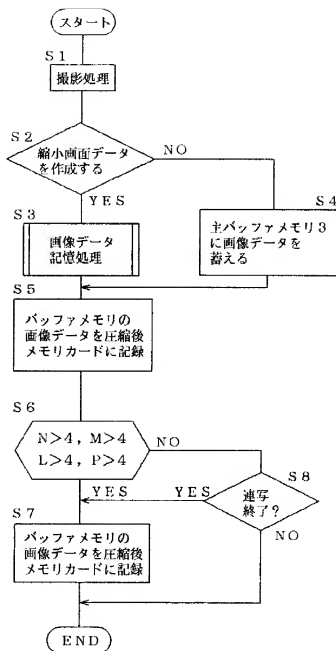 スタート
S1
撮影処理
S2
縮小画面データ
を作成する
NO
YES
S3
画像データ
記憶処理
S4
主バッファメモリ3
に画像データを
蓄える
S5
バッファメモリの
画像データを圧縮後
メモリカードに記録
S6
N>4, M>4
L>4, P>4
NO
YES
S8
連写
終了?
YES
NO
S7
バッファメモリの
画像データを圧縮後
メモリカードに記録
END